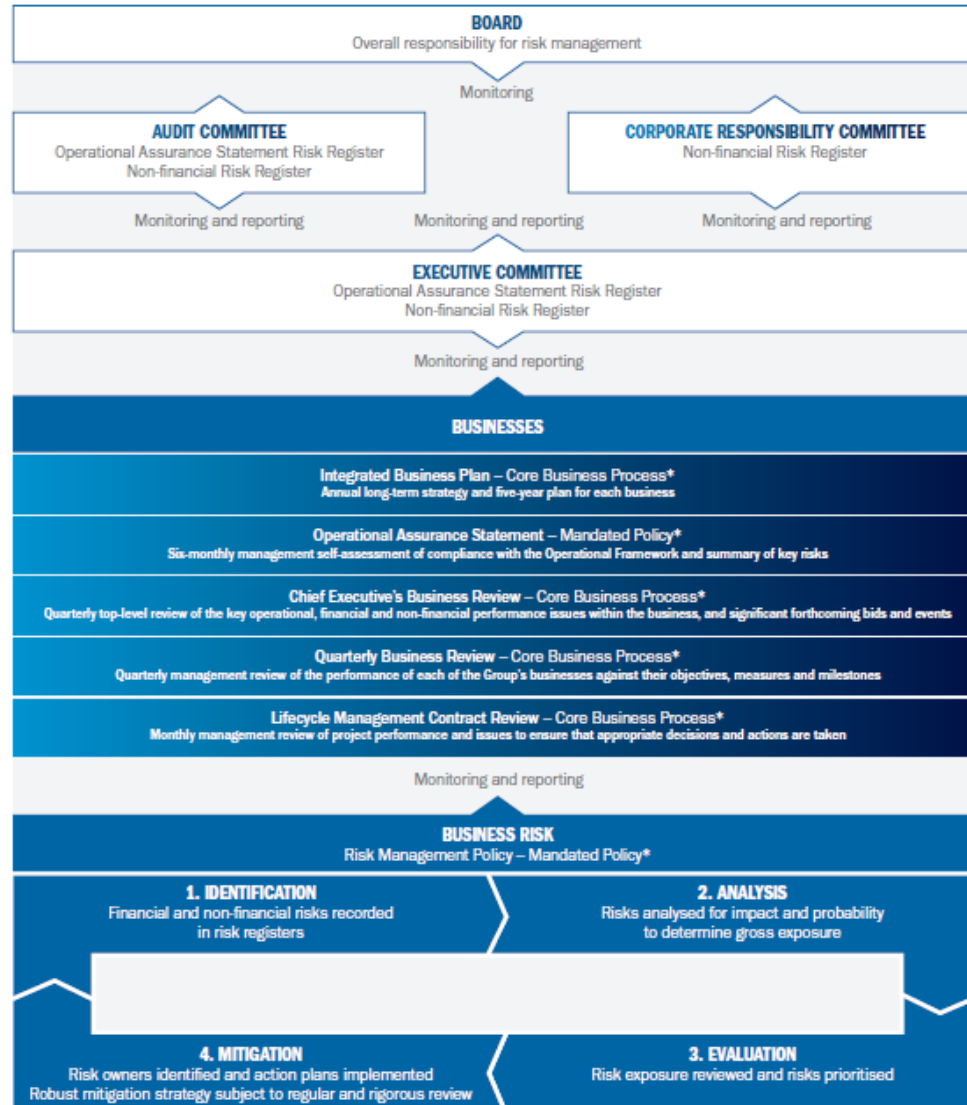 BOARD
Overall responsibility for risk management
Monitoring
AUDIT COMMITTEE
Operational Assurance Statement Risk Register
Non-financial Risk Register
CORPORATE RESPONSIBILITY COMMITTEE
Non-financial Risk Register
Monitoring and reporting
Monitoring and reporting
Monitoring and reporting
EXECUTIVE COMMITTEE
Operational Assurance Statement Risk Register
Non-financial Risk Register
Monitoring and reporting
BUSINESSES
Integrated Business Plan – Core Business Process*
Annual long-term strategy and five-year plan for each business
Operational Assurance Statement – Mandated Policy*
Six-monthly management self-assessment of compliance with the Operational Framework and summary of key risks
Chief Executive's Business Review – Core Business Process*
Quarterly top-level review of the key operational, financial and non-financial performance issues within the business, and significant forthcoming bids and events
Quarterly Business Review – Core Business Process*
Quarterly management review of the performance of each of the Group's businesses against their objectives, measures and milestones
Lifecycle Management Contract Review – Core Business Process*
Monthly management review of project performance and issues to ensure that appropriate decisions and actions are taken
Monitoring and reporting
BUSINESS RISK
Risk Management Policy – Mandated Policy*
1. IDENTIFICATION
Financial and non-financial risks recorded
in risk registers
2. ANALYSIS
Risks analysed for impact and probability
to determine gross exposure
4. MITIGATION
Risk owners identified and action plans implemented
Robust mitigation strategy subject to regular and rigorous review
3. EVALUATION
Risk exposure reviewed and risks prioritised